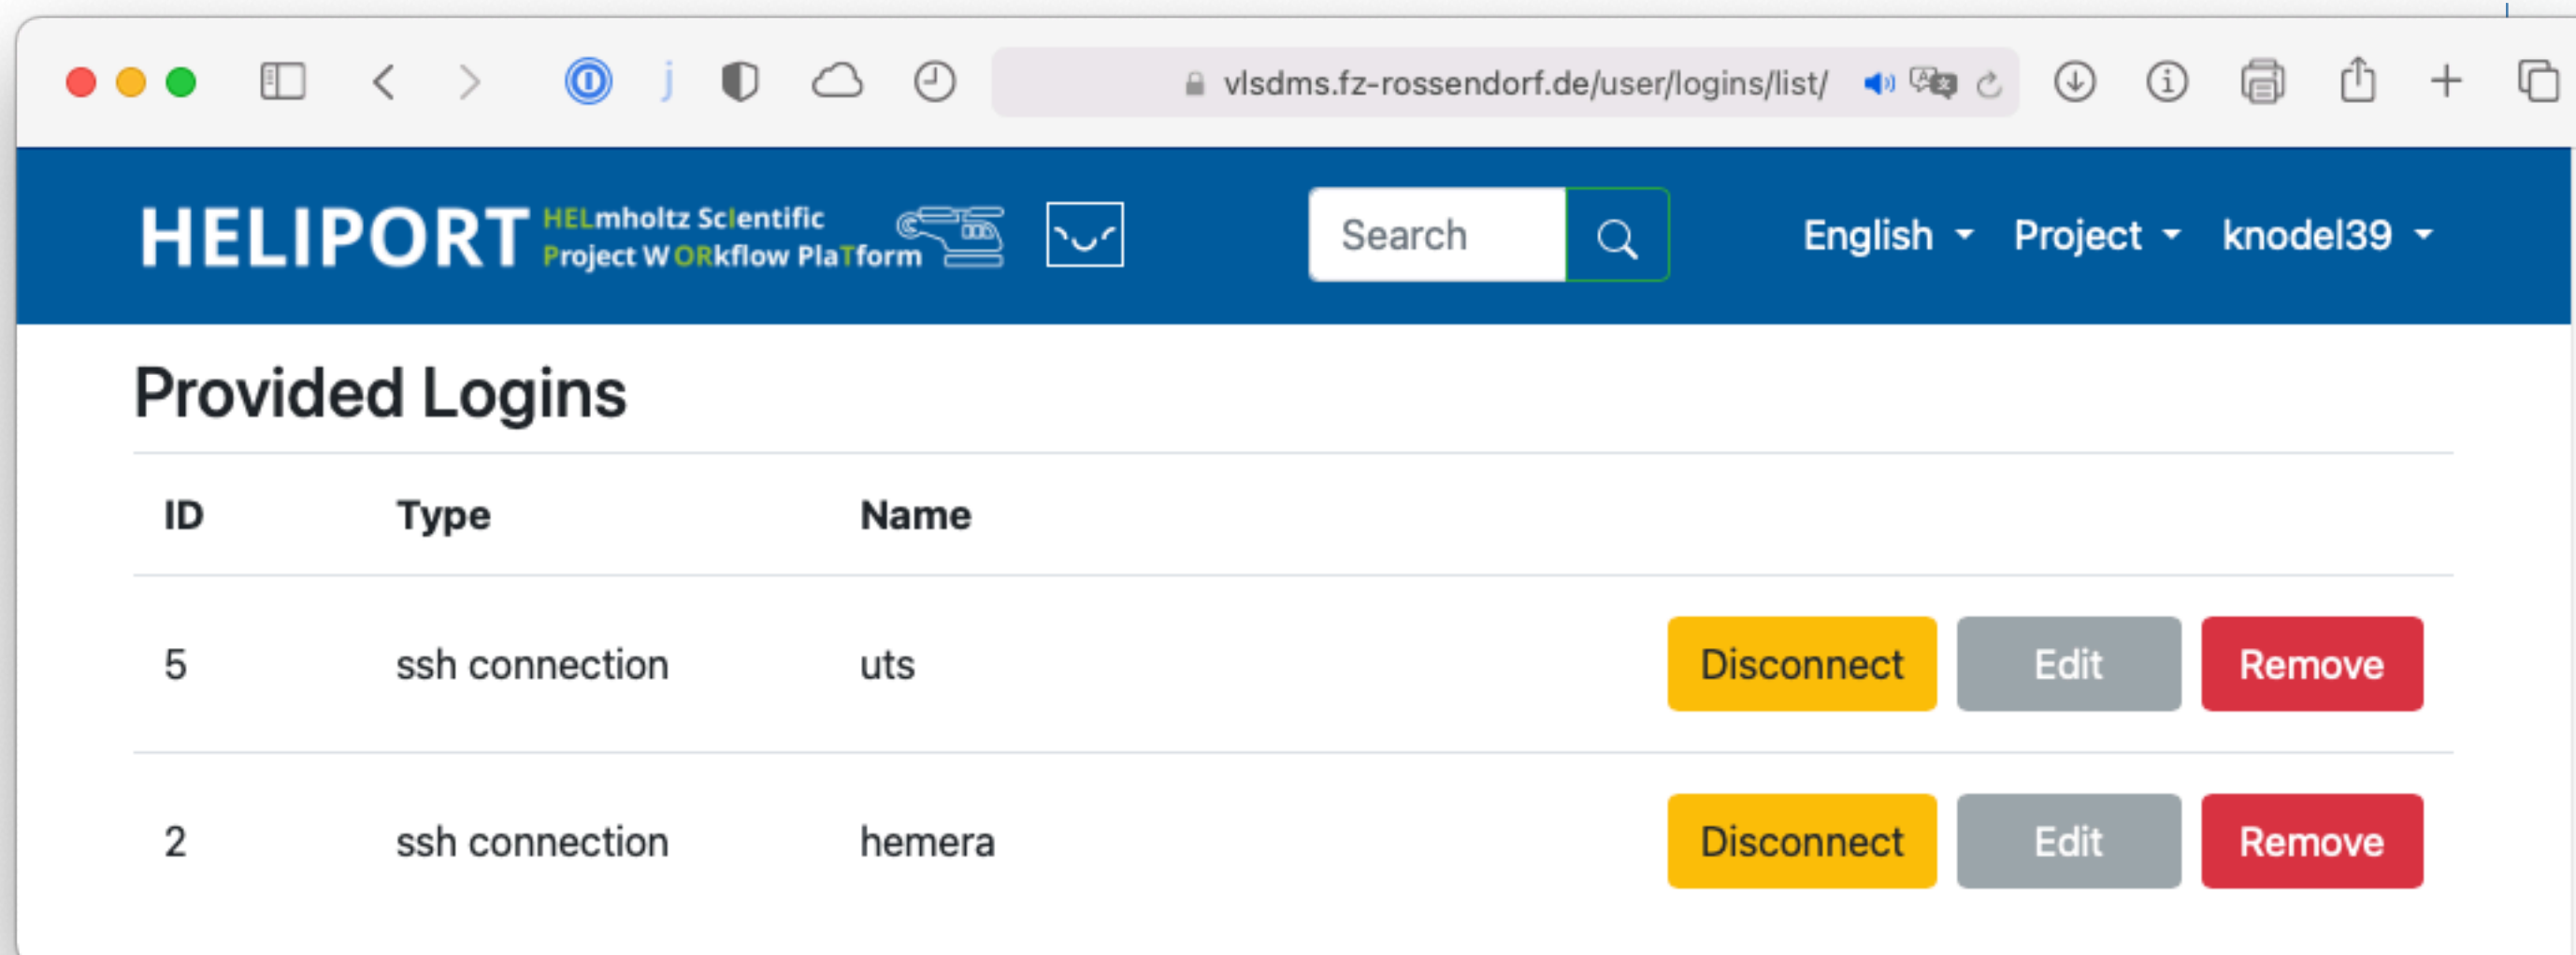 vlsdms.fz-rossendorf.de/user/logins/list/
HELIPORT HELmholtz ScIentific
Project WORkflow PlaTform
Search English Project knodel39
Provided Logins
ID Type Name
5 ssh connection uts Disconnect Edit Remove
2 ssh connection hemera Disconnect Edit Remove